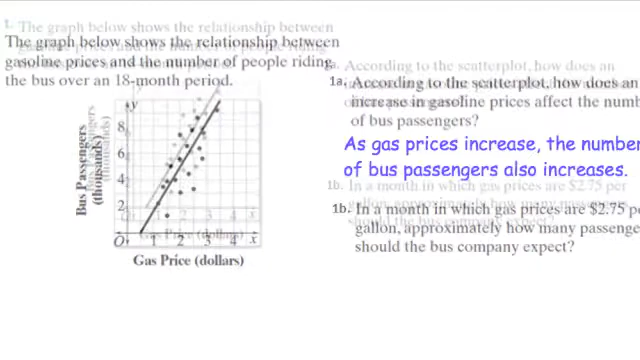 The graph below shows the relationship between
gasoline prices and the number of people riding
the bus over an 18-month period.
y
8
6
4
2
O
1 2 3 4 x
Bus Passengers
(thousands)
Gas Price (dollars)
1a. According to the scatterplot, how does an
increase in gasoline prices affect the numb
of bus passengers?
As gas prices increase, the number
of bus passengers also increases.
1b. In a month in which gas prices are $2.75 pe
gallon, approximately how many passenge
should the bus company expect?